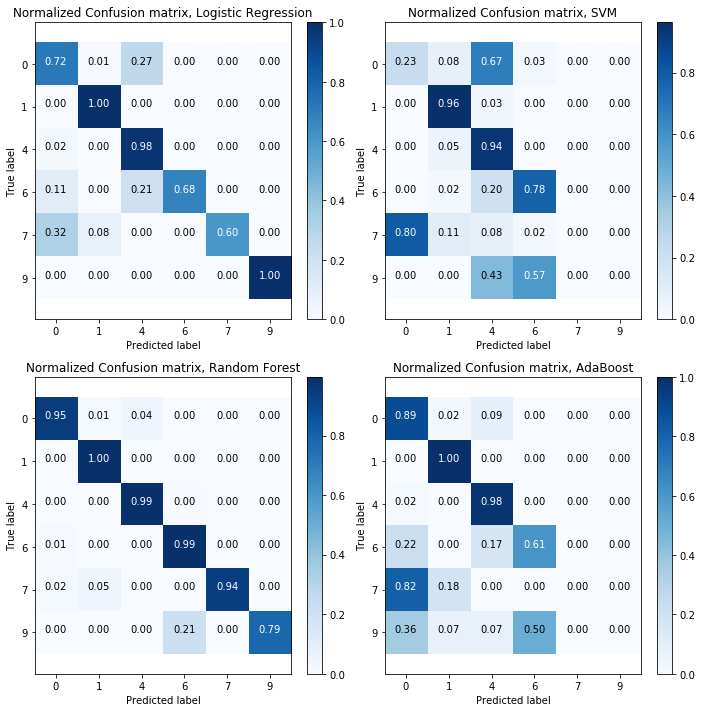 Normalized Confusion matrix, Logistic Regression
1.0
0 0.72 0.01 0.27 0.00 0.00 0.00
1 0.00 1.00 0.00 0.00 0.00 0.00
0.8
4 0.02 0.00 0.98 0.00 0.00 0.00
0.6
True label
6 0.11 0.00 0.21 0.68 0.00 0.00
0.4
7 0.32 0.08 0.00 0.00 0.60 0.00
0.2
9 0.00 0.00 0.00 0.00 0.00 1.00
0.0
0 1 4 6 7 9
Predicted label
Normalized Confusion matrix, SVM
0 0.23 0.08 0.67 0.03 0.00 0.00
0.8
1 0.00 0.96 0.03 0.00 0.00 0.00
4 0.00 0.05 0.94 0.00 0.00 0.00
0.6
True label
6 0.00 0.02 0.20 0.78 0.00 0.00
0.4
7 0.80 0.11 0.08 0.02 0.00 0.00
0.2
9 0.00 0.00 0.43 0.57 0.00 0.00
0.0
0 1 4 6 7 9
Predicted label
Normalized Confusion matrix, Random Forest
0 0.95 0.01 0.04 0.00 0.00 0.00
0.8
1 0.00 1.00 0.00 0.00 0.00 0.00
4 0.00 0.00 0.99 0.00 0.00 0.00
0.6
True label
6 0.01 0.00 0.00 0.99 0.00 0.00
0.4
7 0.02 0.05 0.00 0.00 0.94 0.00
0.2
9 0.00 0.00 0.00 0.21 0.00 0.79
0.0
0 1 4 6 7 9
Predicted label
Normalized Confusion matrix, AdaBoost
1.0
0 0.89 0.02 0.09 0.00 0.00 0.00
1 0.00 1.00 0.00 0.00 0.00 0.00
0.8
4 0.02 0.00 0.98 0.00 0.00 0.00
0.6
True label
6 0.22 0.00 0.17 0.61 0.00 0.00
0.4
7 0.82 0.18 0.00 0.00 0.00 0.00
0.2
9 0.36 0.07 0.07 0.50 0.00 0.00
0.0
0 1 4 6 7 9
Predicted label